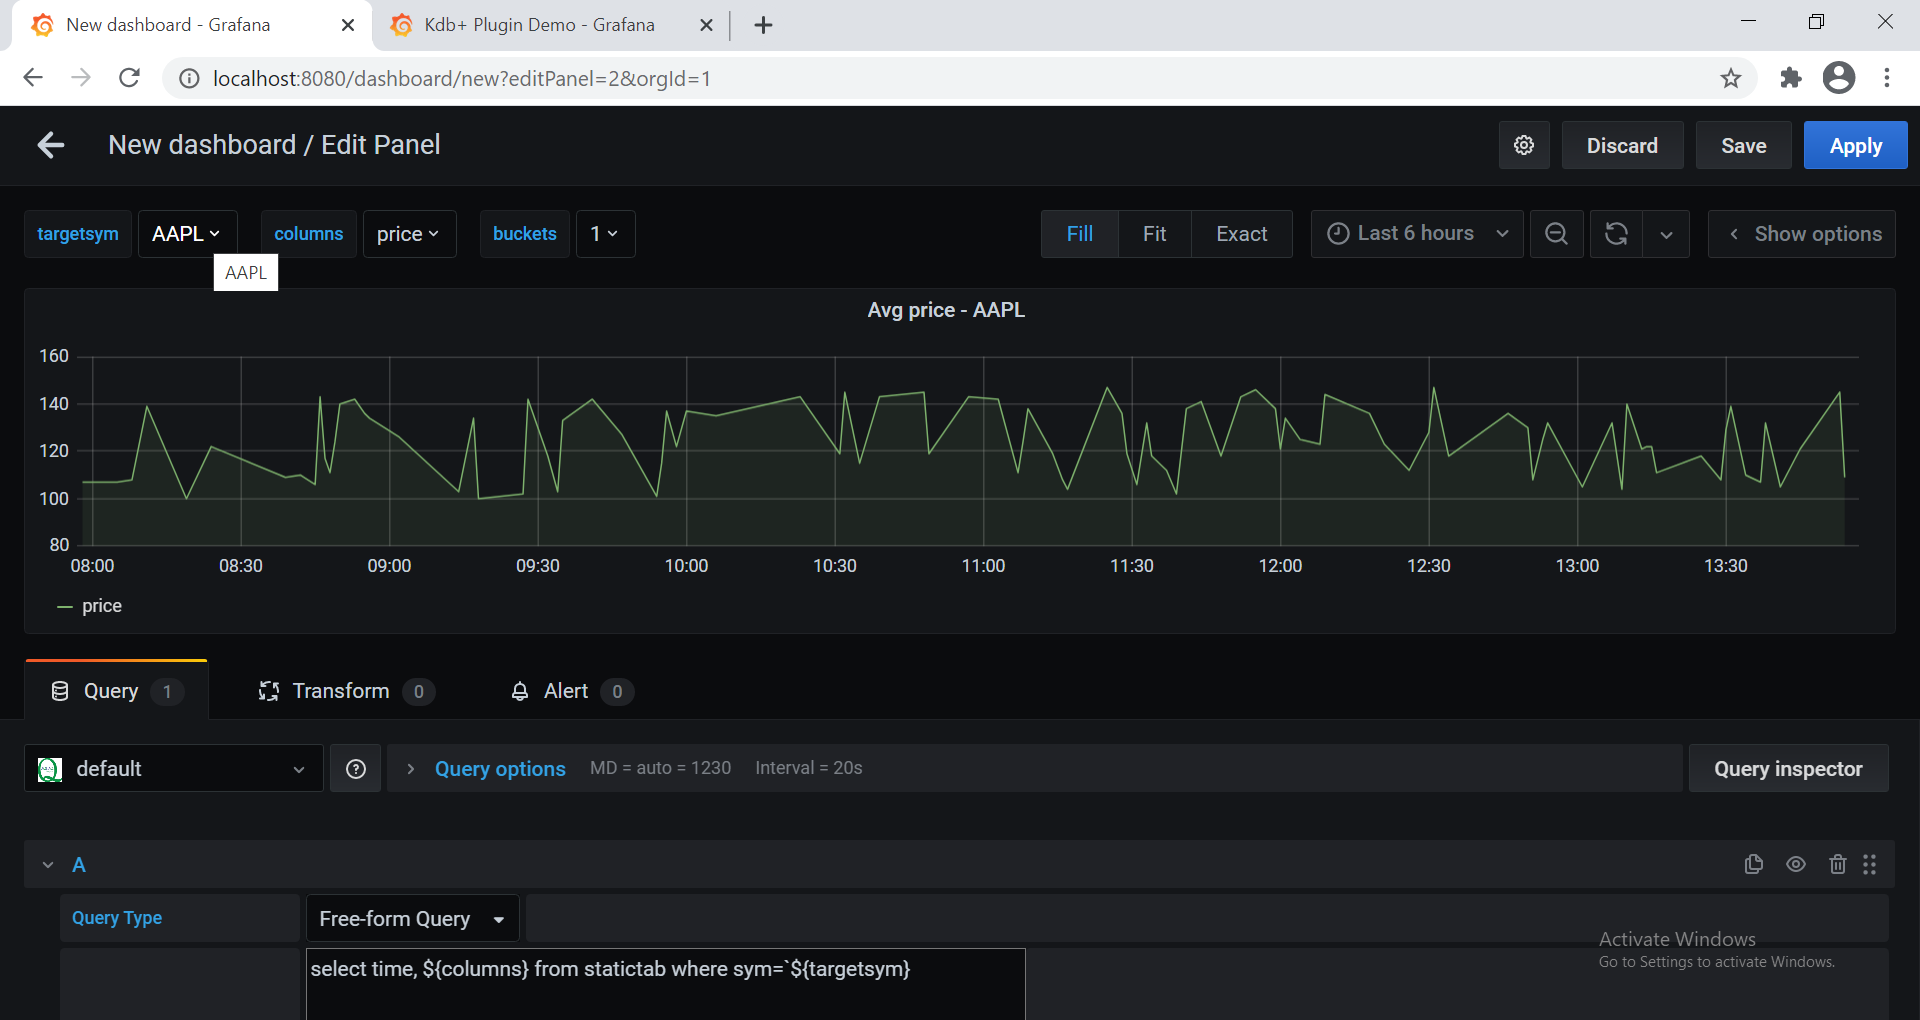 New dashboard - Grafana
Kdb+ Plugin Demo - Grafana
localhost:8080/dashboard/new?editPanel=2&orgId=1
New dashboard / Edit Panel
Discard
Save
Apply
targetsym
AAPL
columns
price
buckets
1
Fill
Fit
Exact
Last 6 hours
Show options
AAPL
Avg price - AAPL
160
140
120
100
80
08:00
08:30
09:00
09:30
10:00
10:30
11:00
11:30
12:00
12:30
13:00
13:30
price
Query
1
Transform
0
Alert
0
default
Query options
MD = auto = 1230
Interval = 20s
Query inspector
A
Query Type
Free-form Query
select time, ${columns} from statictab where sym=`${targetsym}
Activate Windows
Go to Settings to activate Windows.